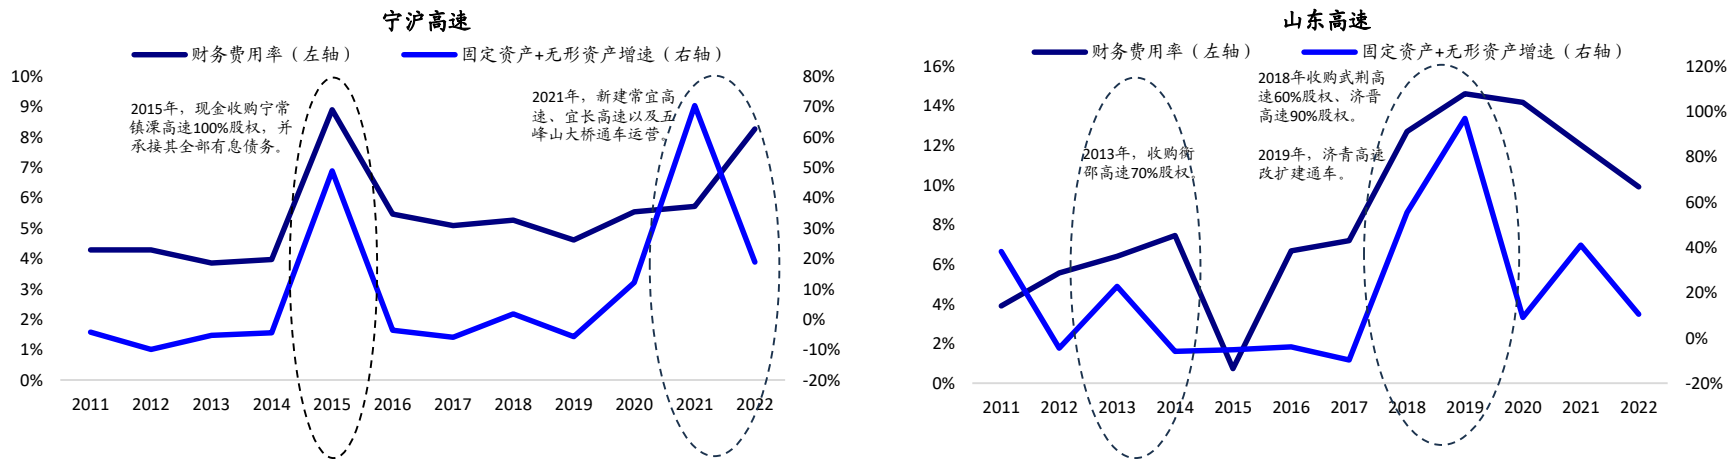 宁沪高速
财务费用率（左轴）
固定资产+无形资产增速（右轴）
10%
9%
8%
7%
6%
5%
4%
3%
2%
1%
0%
80%
70%
60%
50%
40%
30%
20%
10%
0%
-10%
-20%
2015年，现金收购宁常
镇溧高速100%股权，并
承接其全部有息债务。
2021年，新建常宜高
速、宜长高速以及五
峰山大桥通车运营。
2011 2012 2013 2014 2015 2016 2017 2018 2019 2020 2021 2022
山东高速
财务费用率（左轴）
固定资产+无形资产增速（右轴）
16%
14%
12%
10%
8%
6%
4%
2%
0%
120%
100%
80%
60%
40%
20%
0%
-20%
2013年，收购衡
邵高速70%股权。
2018年收购武荆高
速60%股权、济晋
高速90%股权。
2019年，济青高速
改扩建通车。
2011 2012 2013 2014 2015 2016 2017 2018 2019 2020 2021 2022